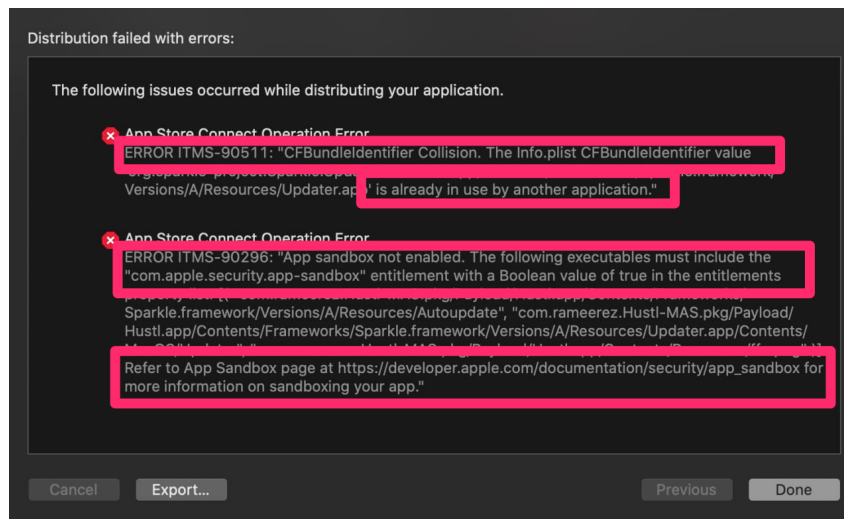 Distribution failed with errors:
The following issues occurred while distributing your application.
App Store Connect Operation Error
ERROR ITMS-90511: "CFBundleIdentifier Collision. The Info.plist CFBundleIdentifier value
Versions/A/Resources/Updater.app' is already in use by another application."
App Store Connect Operation Error
ERROR ITMS-90296: "App sandbox not enabled. The following executables must include the
"com.apple.security.app-sandbox" entitlement with a Boolean value of true in the entitlements
Sparkle.framework/Versions/A/Resources/Autoupdate", "com.rameerez.Hustl-MAS.pkg/Payload/
Hustl.app/Contents/Frameworks/Sparkle.framework/Versions/A/Resources/Updater.app/Contents/
Refer to App Sandbox page at https://developer.apple.com/documentation/security/app_sandbox for
more information on sandboxing your app."
Cancel
Export...
Previous
Done